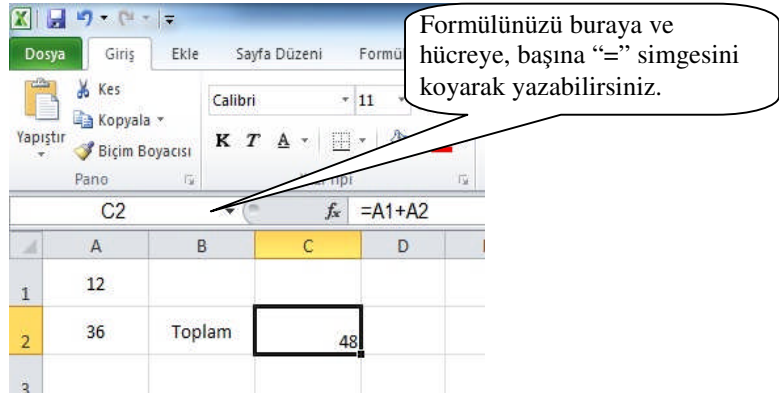 Formülünüzü buraya ve
hücreye, başına “=” simgesini
koyarak yazabilirsiniz.
Dosya Giriş Ekle Sayfa Düzeni
Kes
Kopyala
Biçim Boyacısı
Yapıştır
Calibri 11
K T A
Pano
C2 fx =A1+A2
A B C D
1 12
2 36 Toplam 48
3